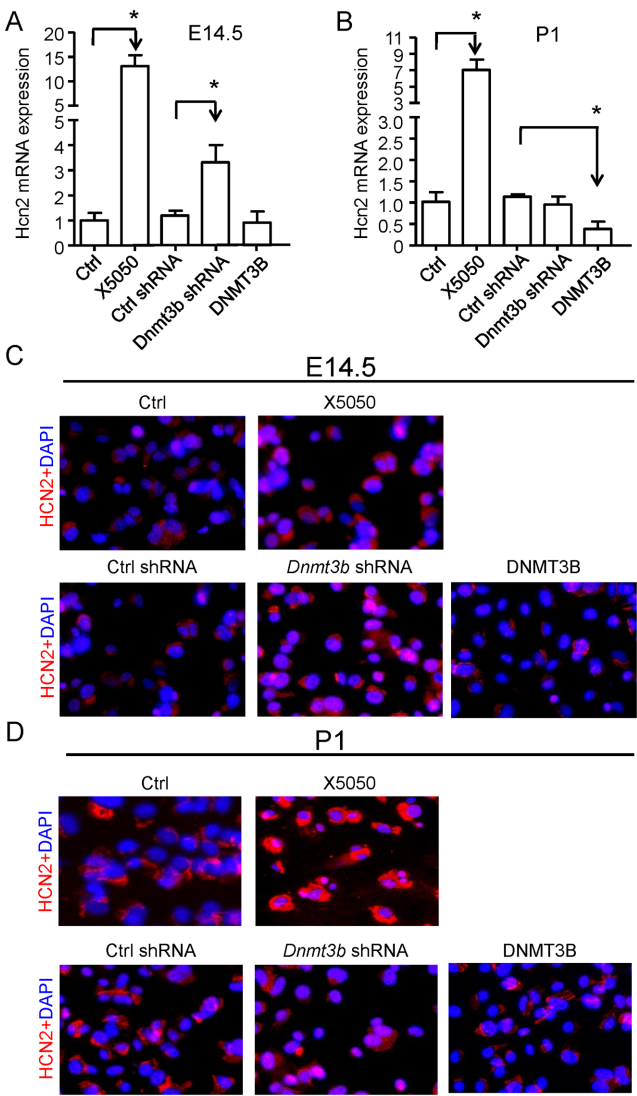 A
E14.5
*
*
Hcn2 mRNA expression
20
15
10
5
5
4
3
2
1
0
Ctrl
X5050
Ctrl shRNA
Dnmt3b shRNA
DNMT3B
B
P1
*
*
Hcn2 mRNA expression
11
9
7
5
3
3.0
2.5
2.0
1.5
1.0
0.5
0.0
Ctrl
X5050
Ctrl shRNA
Dnmt3b shRNA
DNMT3B
C
E14.5
Ctrl
X5050
HCN2+DAPI
Ctrl shRNA
Dnmt3b shRNA
DNMT3B
HCN2+DAPI
D
P1
Ctrl
X5050
HCN2+DAPI
Ctrl shRNA
Dnmt3b shRNA
DNMT3B
HCN2+DAPI